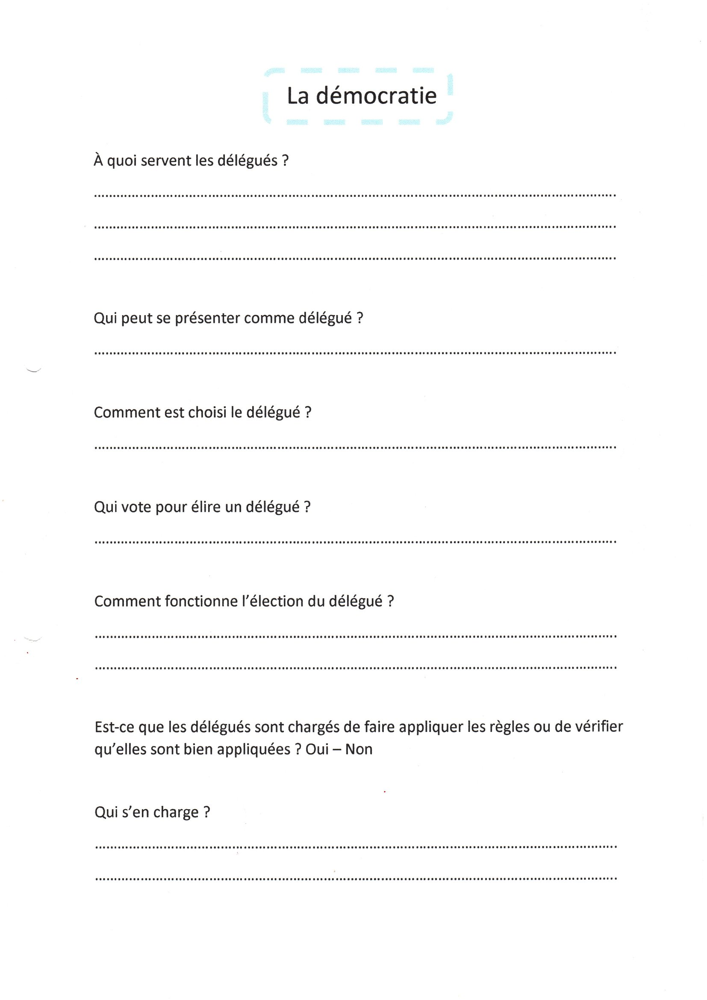 La démocratie
À quoi servent les délégués ?
........................................................................................................................................
........................................................................................................................................
........................................................................................................................................
Qui peut se présenter comme délégué ?
........................................................................................................................................
Comment est choisi le délégué ?
........................................................................................................................................
Qui vote pour élire un délégué ?
........................................................................................................................................
Comment fonctionne l’élection du délégué ?
........................................................................................................................................
........................................................................................................................................
Est-ce que les délégués sont chargés de faire appliquer les règles ou de vérifier
qu’elles sont bien appliquées ? Oui – Non
Qui s’en charge ?
........................................................................................................................................
........................................................................................................................................